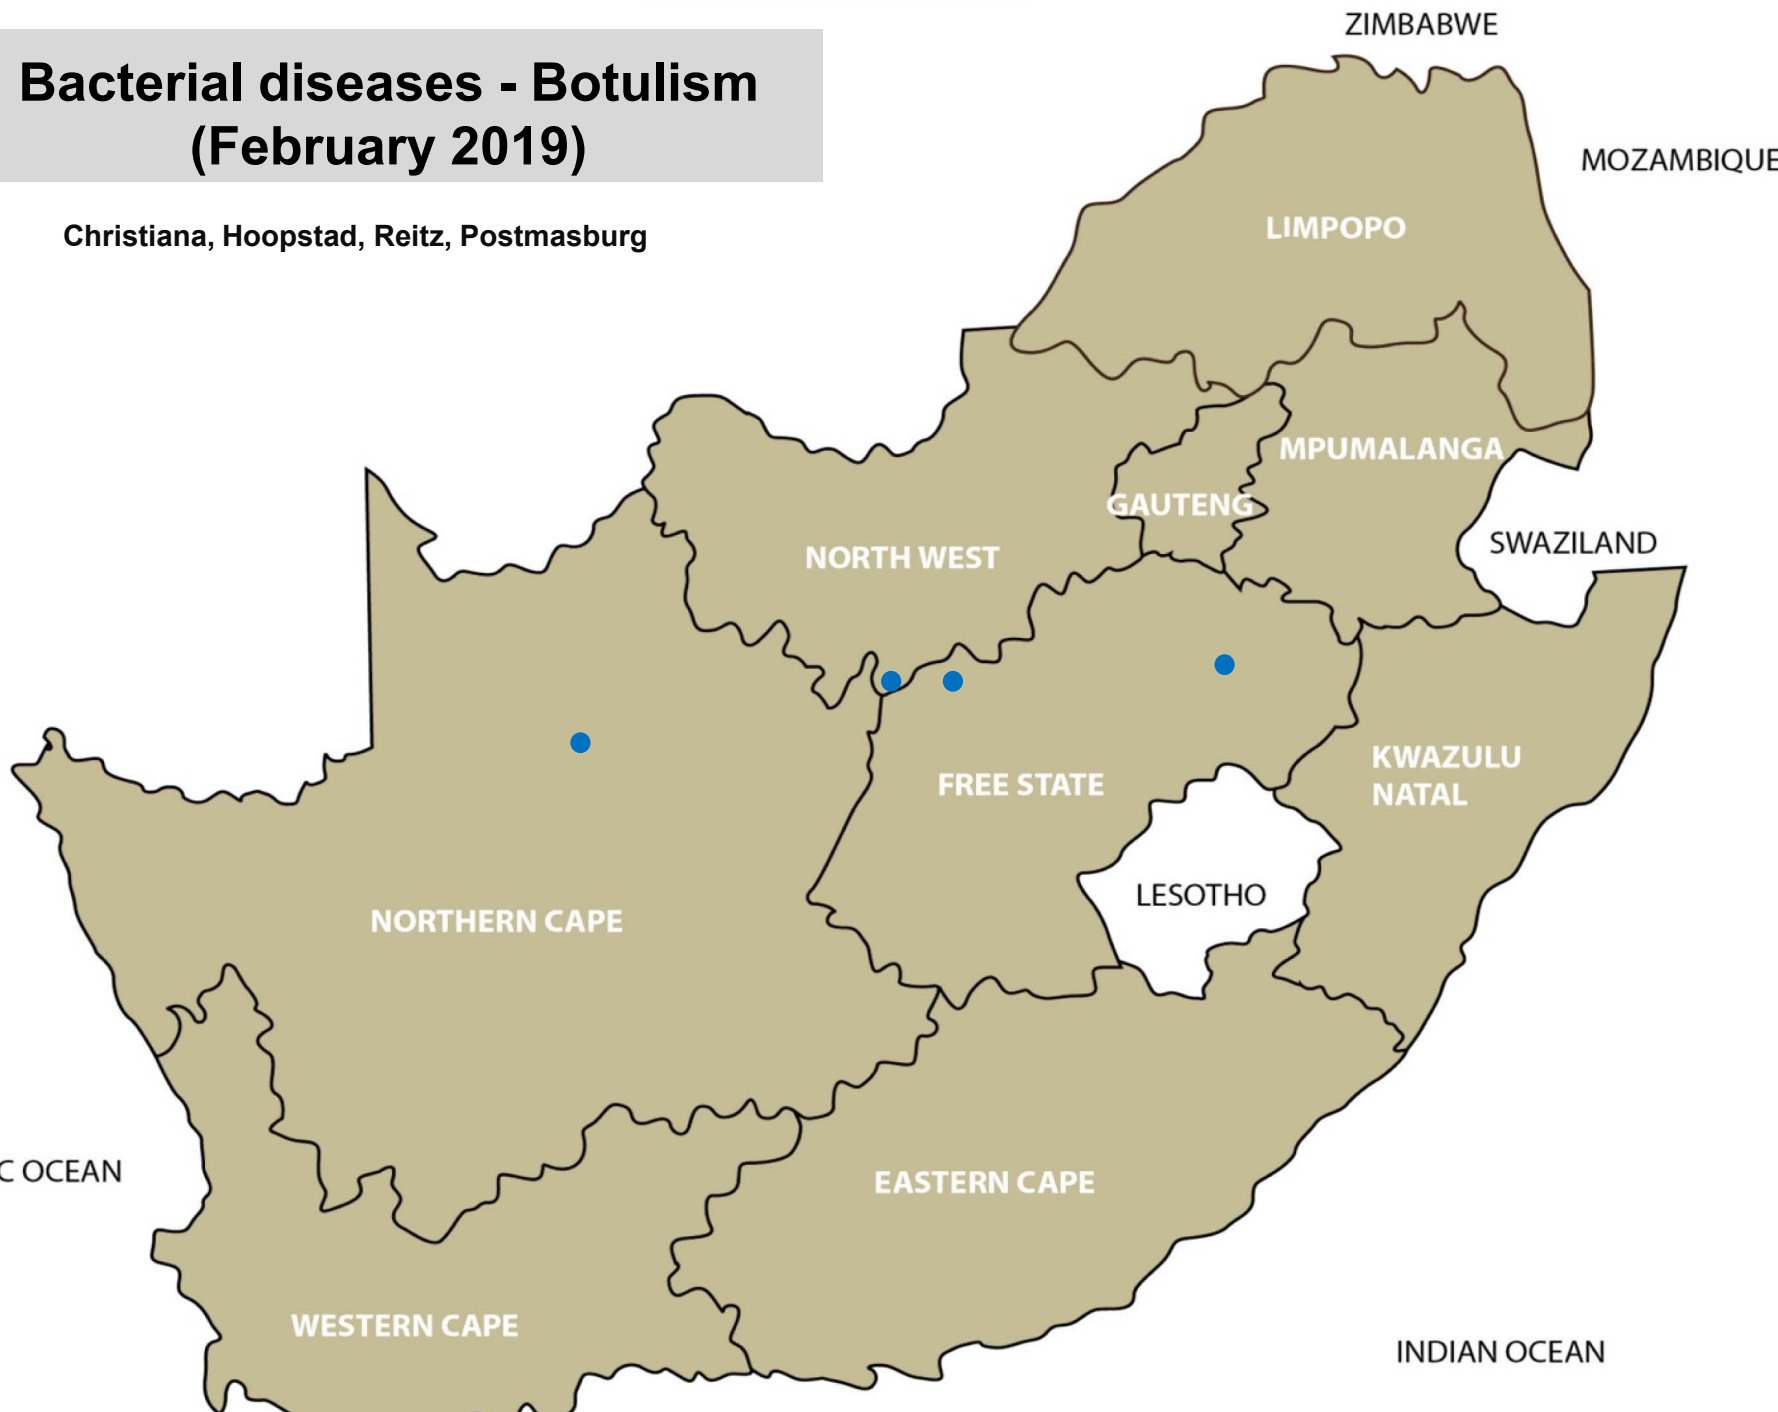 Bacterial diseases - Botulism
(February 2019)
Christiana, Hoopstad, Reitz, Postmasburg
ZIMBABWE
MOZAMBIQUE
LIMPOPO
MPUMALANGA
GAUTENG
SWAZILAND
NORTH WEST
KWAZULU
NATAL
FREE STATE
LESOTHO
NORTHERN CAPE
C OCEAN
EASTERN CAPE
WESTERN CAPE
INDIAN OCEAN